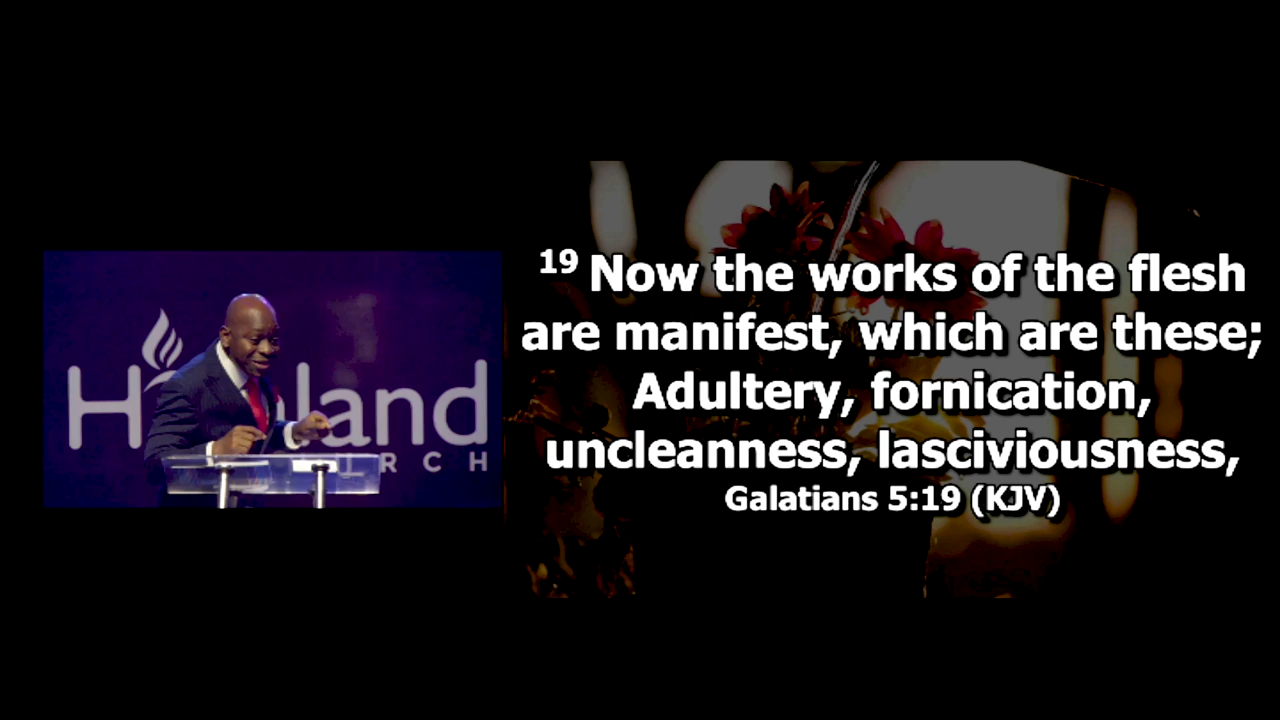 19 Now the works of the flesh
are manifest, which are these;
Adultery, fornication,
uncleanness, lasciviousness,
Galatians 5:19 (KJV)